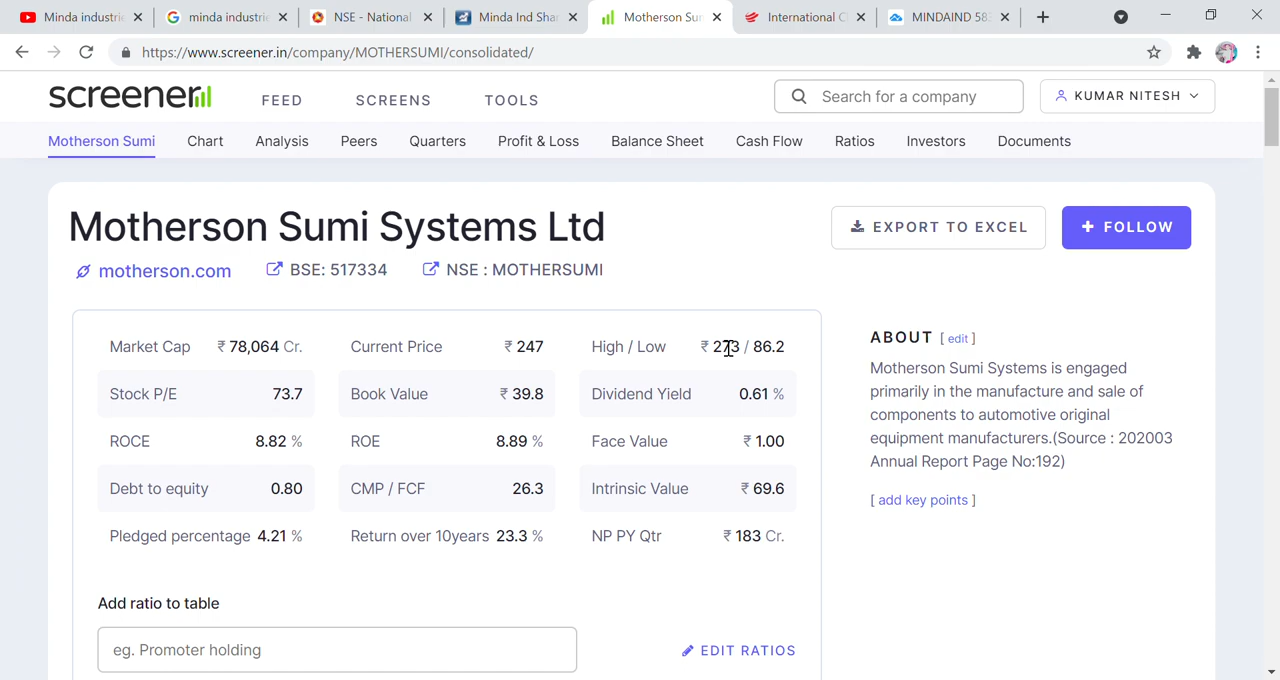 Minda industrie
minda industrie
NSE - National
Minda Ind Shar
Motherson Sum
International C
MINDAIND 583
https://www.screener.in/company/MOTHERSUMI/consolidated/
screener
FEED
SCREENS
TOOLS
Search for a company
KUMAR NITESH
Motherson Sumi
Chart
Analysis
Peers
Quarters
Profit & Loss
Balance Sheet
Cash Flow
Ratios
Investors
Documents
Motherson Sumi Systems Ltd
EXPORT TO EXCEL
+ FOLLOW
motherson.com
BSE: 517334
NSE : MOTHERSUMI
Market Cap ₹ 78,064 Cr.
Current Price ₹ 247
High / Low ₹ 273 / 86.2
Stock P/E 73.7
Book Value ₹ 39.8
Dividend Yield 0.61 %
ROCE 8.82 %
ROE 8.89 %
Face Value ₹ 1.00
Debt to equity 0.80
CMP / FCF 26.3
Intrinsic Value ₹ 69.6
Pledged percentage 4.21 %
Return over 10years 23.3 %
NP PY Qtr ₹ 183 Cr.
ABOUT [ edit ]
Motherson Sumi Systems is engaged
primarily in the manufacture and sale of
components to automotive original
equipment manufacturers.(Source : 202003
Annual Report Page No:192)
[ add key points ]
Add ratio to table
eg. Promoter holding
EDIT RATIOS